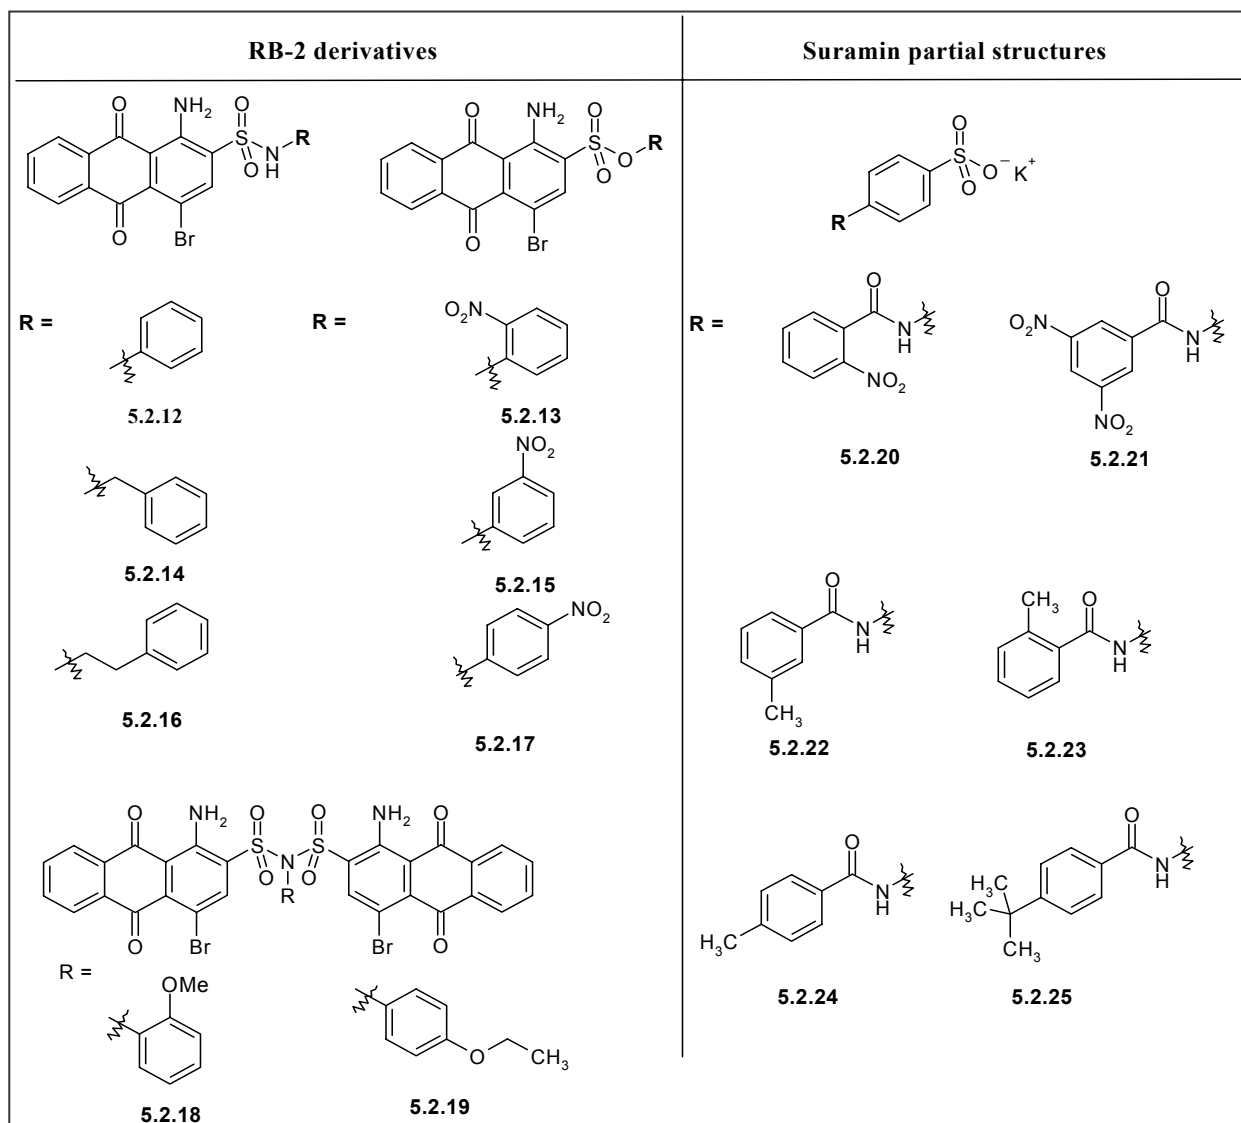 RB-2 derivatives
Suramin partial structures
O NH₂ O
S R
N
H
O
O Br
O NH₂ O
S R
O
O
O Br
O
S O⁻ K⁺
O
R
R =
R =
O₂N
R =
O
N
H
NO₂
O
O₂N N
H
NO₂
5.2.12
5.2.13
5.2.20
5.2.21
NO₂
5.2.14
5.2.15
NO₂
O
N
H
CH₃
CH₃ O
N
H
5.2.16
5.2.17
5.2.22
5.2.23
O NH₂ O O NH₂ O
S N S
O R O
O Br Br O
O
N
H
H₃C
O
N
H
H₃C
H₃C
CH₃
R =
OMe
O CH₃
5.2.24
5.2.25
5.2.18
5.2.19